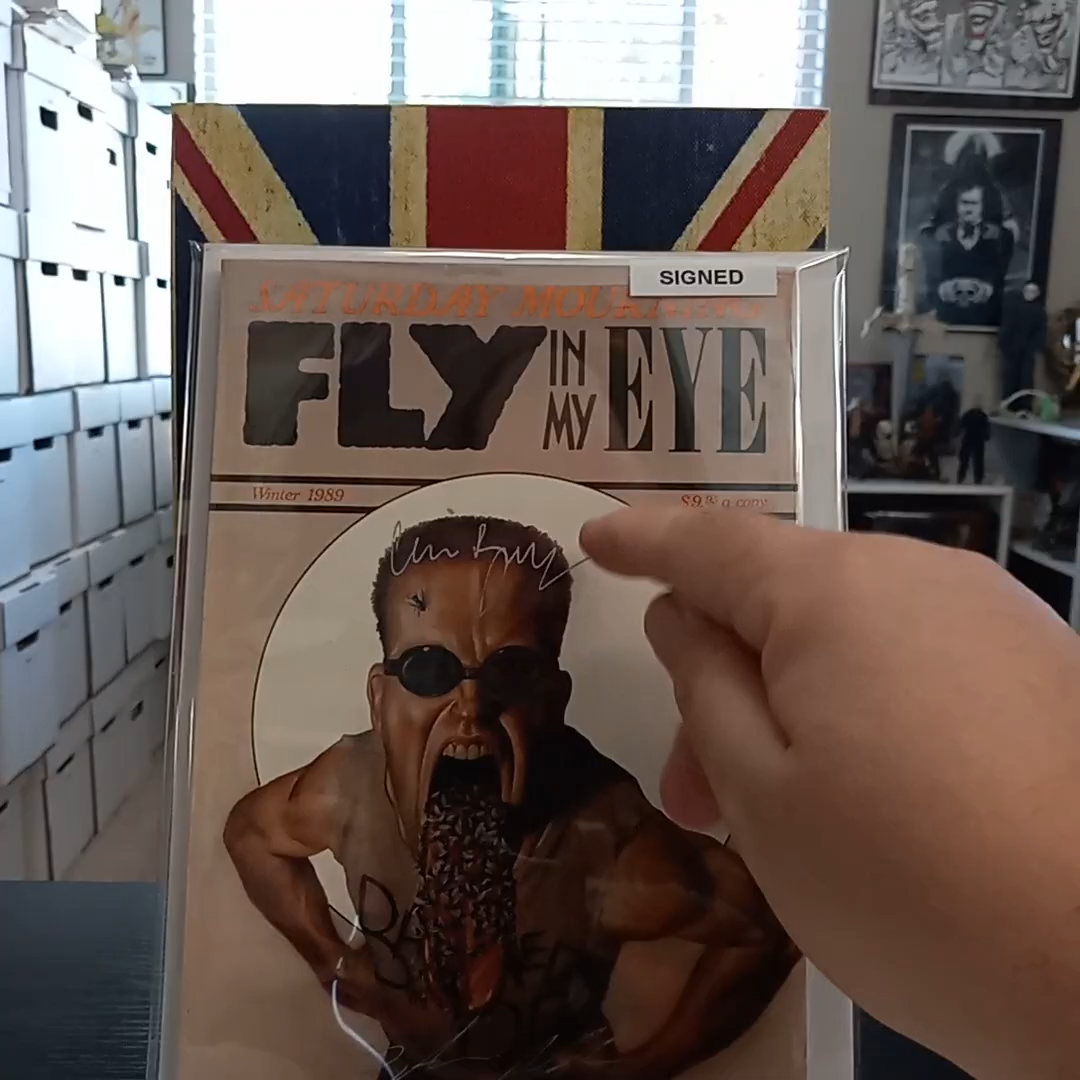 SIGNED
SATURDAY MOURNING
FLY IN MY EYE
Winter 1989
$9.95 a copy